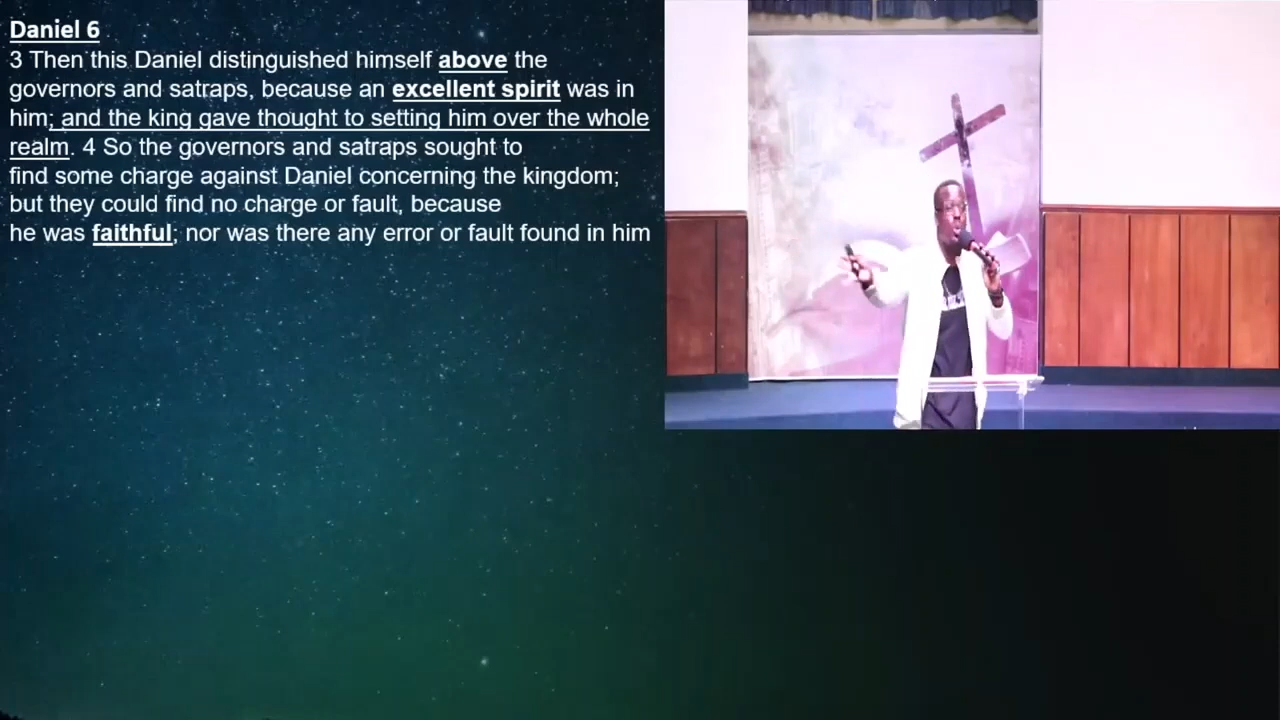 Daniel 6
3 Then this Daniel distinguished himself above the
governors and satraps, because an excellent spirit was in
him; and the king gave thought to setting him over the whole
realm. 4 So the governors and satraps sought to
find some charge against Daniel concerning the kingdom;
but they could find no charge or fault, because
he was faithful; nor was there any error or fault found in him